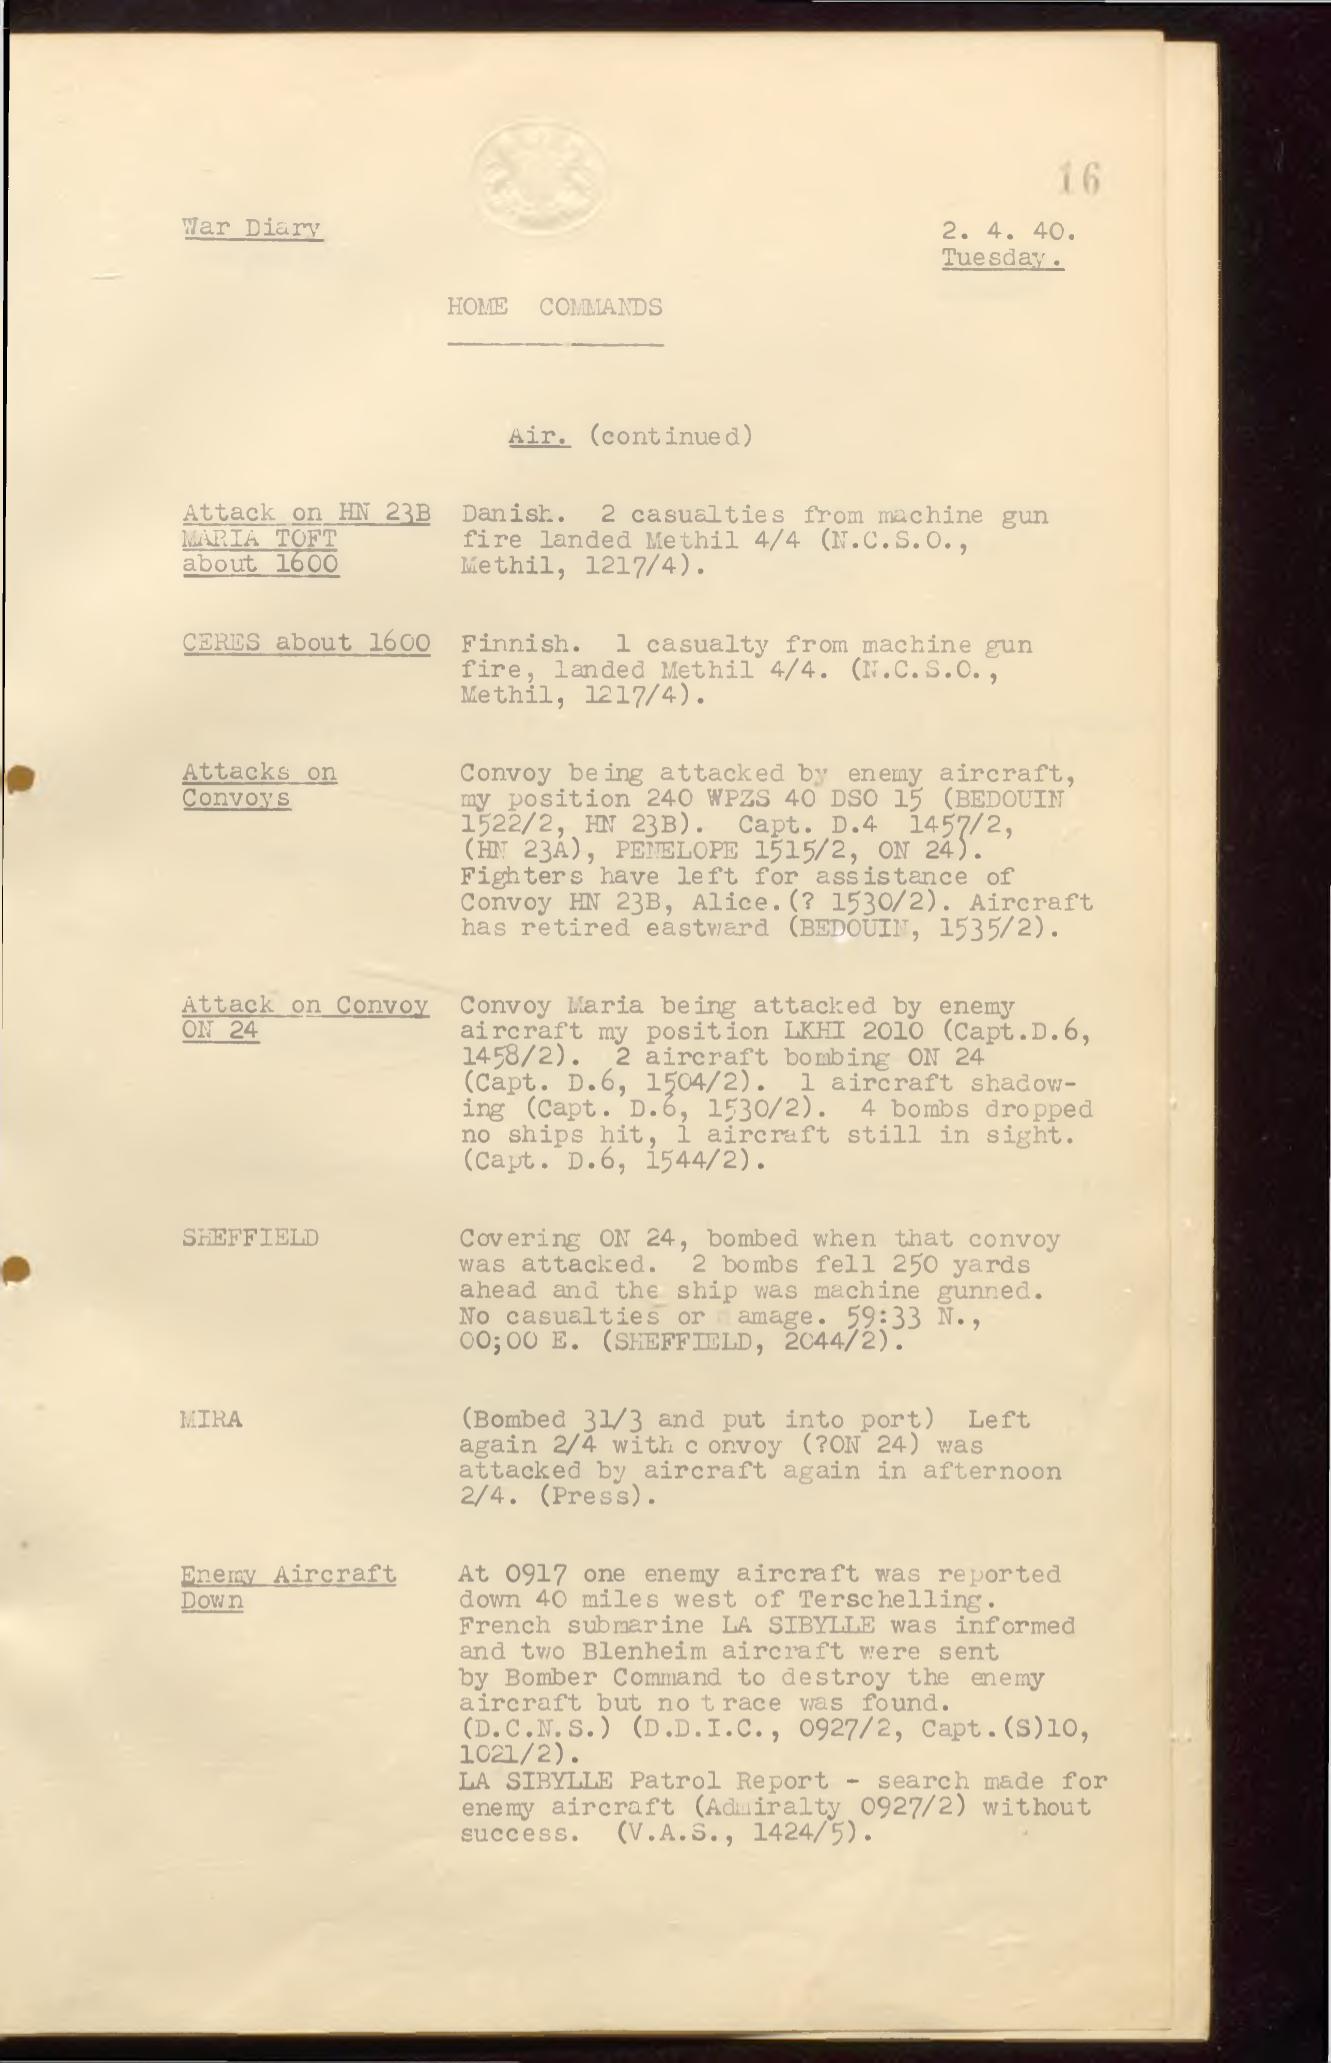 16
War Diary
2. 4. 40.
Tuesday.
HOME COMMANDS
Air. (continued)
Attack on HN 23B
MARIA TOFT
about 1600
Danish. 2 casualties from machine gun
fire landed Methil 4/4 (N.C.S.O.,
Methil, 1217/4).
CERES about 1600
Finnish. 1 casualty from machine gun
fire, landed Methil 4/4. (N.C.S.O.,
Methil, 1217/4).
Attacks on
Convoys
Convoy being attacked by enemy aircraft,
my position 240 WPZS 40 DSO 15 (BEDOUIN
1522/2, HN 23B). Capt. D.4 1457/2,
(HN 23A), PENELOPE 1515/2, ON 24).
Fighters have left for assistance of
Convoy HN 23B, Alice.(? 1530/2). Aircraft
has retired eastward (BEDOUIN, 1535/2).
Attack on Convoy
ON 24
Convoy Maria being attacked by enemy
aircraft my position LKHI 2010 (Capt.D.6,
1458/2). 2 aircraft bombing ON 24
(Capt. D.6, 1504/2). 1 aircraft shadow-
ing (Capt. D.6, 1530/2). 4 bombs dropped
no ships hit, 1 aircraft still in sight.
(Capt. D.6, 1544/2).
SHEFFIELD
Covering ON 24, bombed when that convoy
was attacked. 2 bombs fell 250 yards
ahead and the ship was machine gunned.
No casualties or amage. 59:33 N.,
00;00 E. (SHEFFIELD, 2044/2).
MIRA
(Bombed 31/3 and put into port) Left
again 2/4 with c onvoy (?ON 24) was
attacked by aircraft again in afternoon
2/4. (Press).
Enemy Aircraft
Down
At 0917 one enemy aircraft was reported
down 40 miles west of Terschelling.
French submarine LA SIBYLLE was informed
and two Blenheim aircraft were sent
by Bomber Command to destroy the enemy
aircraft but no t race was found.
(D.C.N.S.) (D.D.I.C., 0927/2, Capt.(S)10,
1021/2).
LA SIBYLLE Patrol Report - search made for
enemy aircraft (Admiralty 0927/2) without
success. (V.A.S., 1424/5).